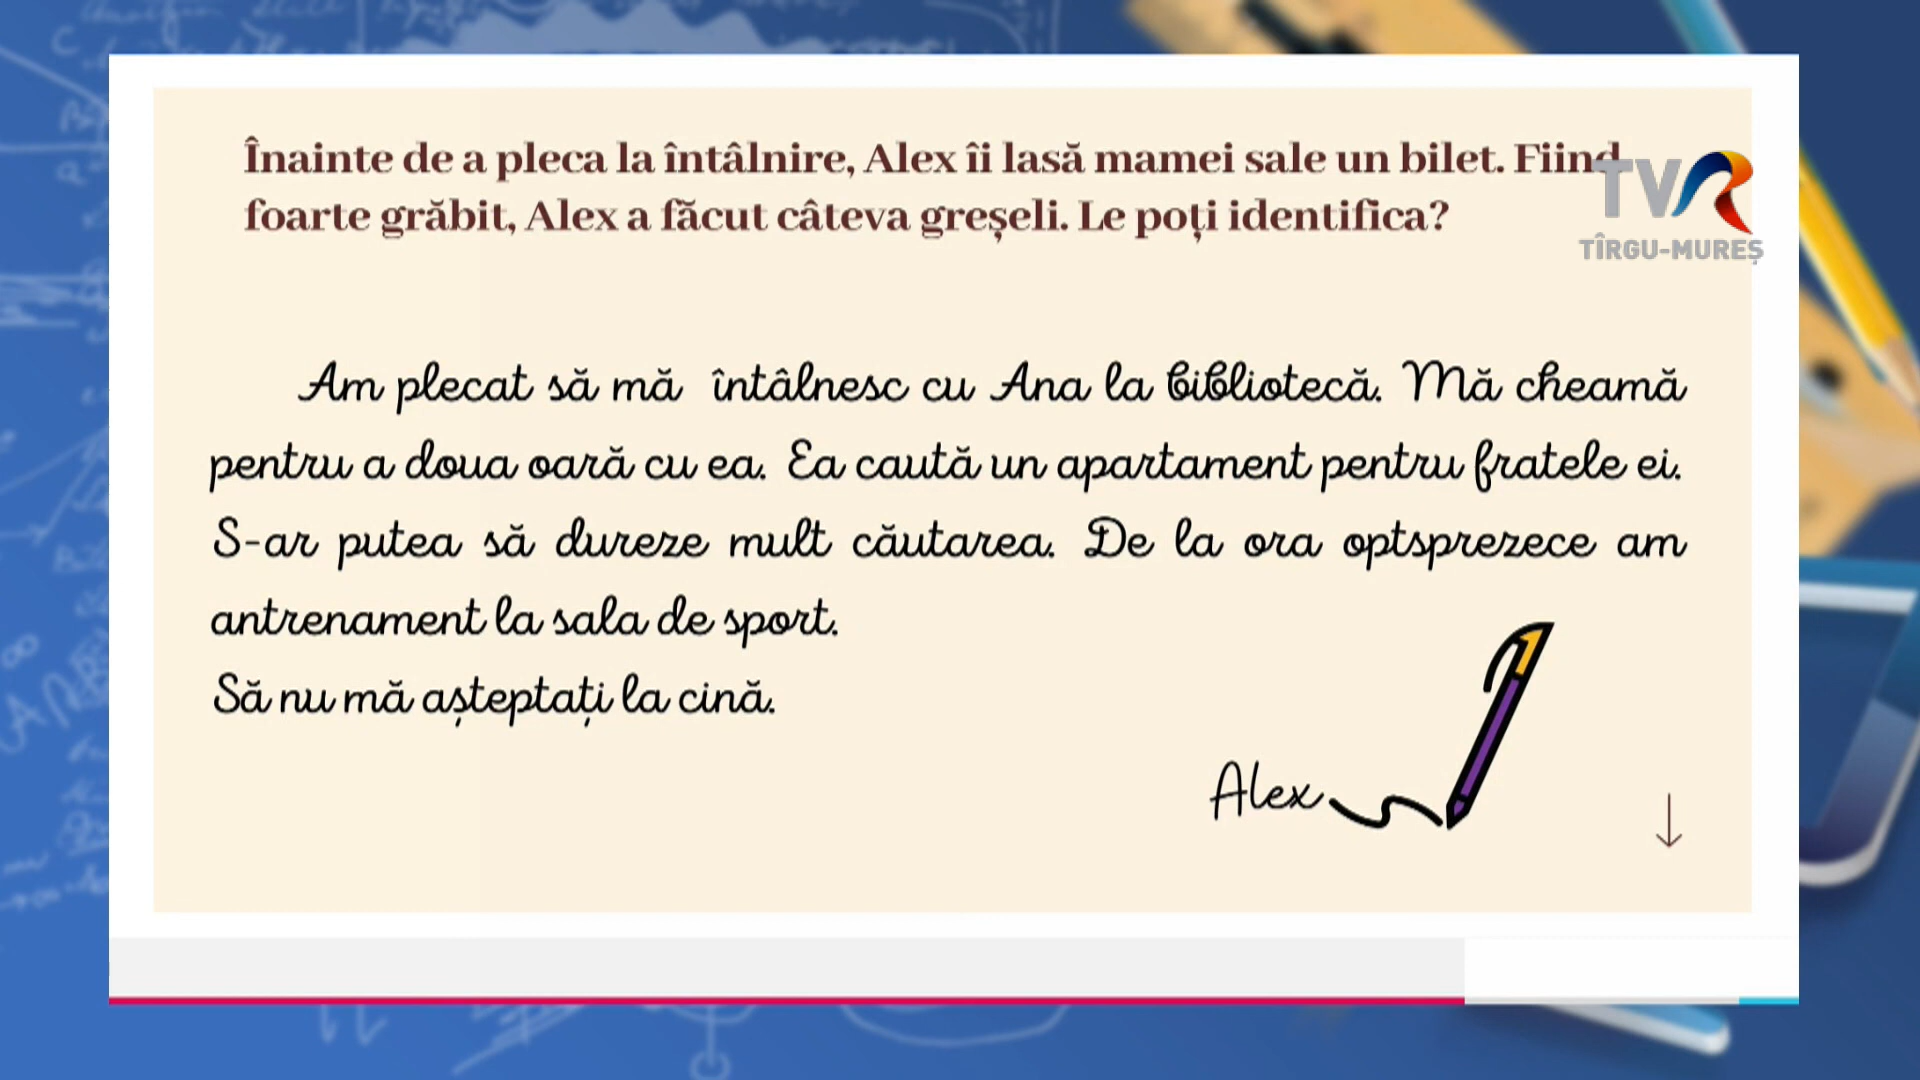 Înainte de a pleca la întâlnire, Alex îi lasă mamei sale un bilet. Fiind
foarte grăbit, Alex a făcut câteva greșeli. Le poți identifica?
TVR
TÎRGU-MUREȘ
Am plecat să mă întâlnesc cu Ana la bibliotecă. Mă cheamă
pentru a doua oară cu ea. Ea caută un apartament pentru fratele ei.
S-ar putea să dureze mult căutarea. De la ora optsprezece am
antrenament la sala de sport.
Să nu mă așteptați la cină.
Alex